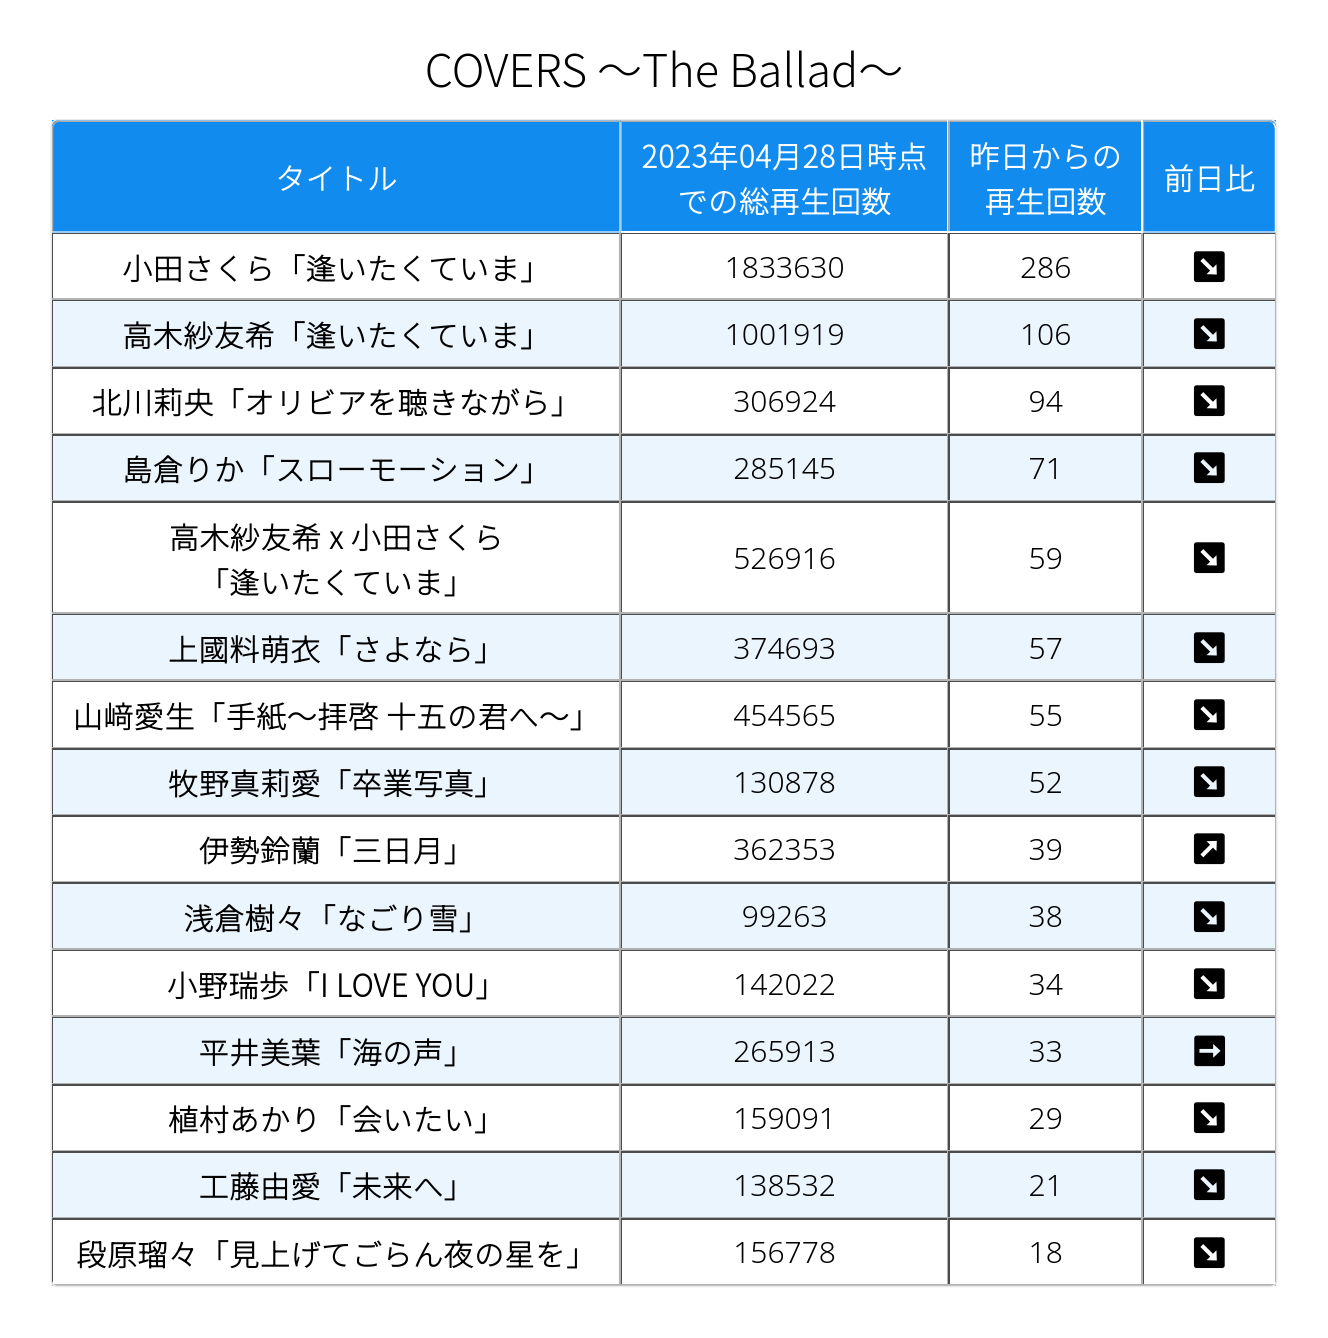 COVERS ～The Ballad～
タイトル
2023年04月28日時点
での総再生回数
昨日からの
再生回数
前日比
小田さくら「逢いたくていま」 1833630 286 ↘
高木紗友希「逢いたくていま」 1001919 106 ↘
北川莉央「オリビアを聴きながら」 306924 94 ↘
島倉りか「スローモーション」 285145 71 ↘
高木紗友希 x 小田さくら
「逢いたくていま」 526916 59 ↘
上國料萌衣「さよなら」 374693 57 ↘
山﨑愛生「手紙～拝啓 十五の君へ～」 454565 55 ↘
牧野真莉愛「卒業写真」 130878 52 ↘
伊勢鈴蘭「三日月」 362353 39 ↗
浅倉樹々「なごり雪」 99263 38 ↘
小野瑞歩「I LOVE YOU」 142022 34 ↘
平井美葉「海の声」 265913 33 →
植村あかり「会いたい」 159091 29 ↘
工藤由愛「未来へ」 138532 21 ↘
段原瑠々「見上げてごらん夜の星を」 156778 18 ↘